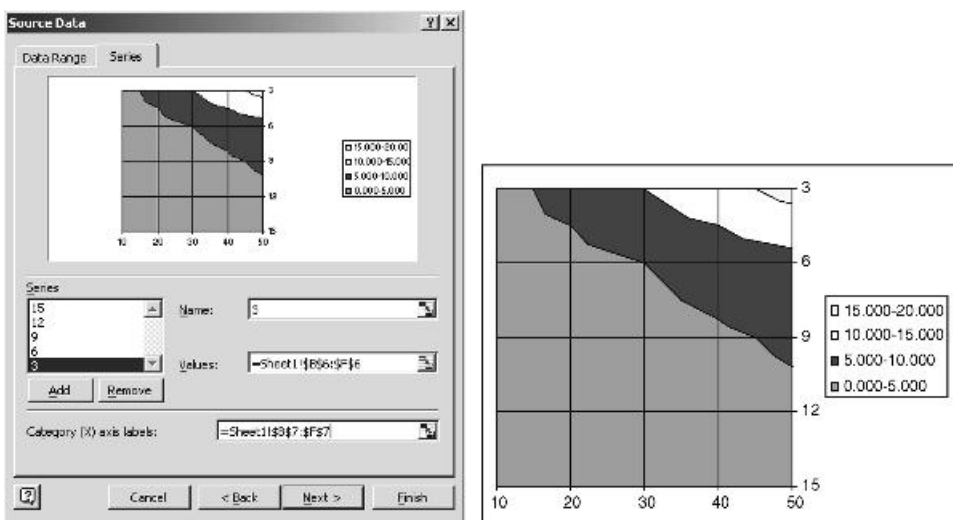 Source Data
Data Range Series
3
6
9
12
15
10 20 30 40 50
15.000-20.00
10.000-15.000
5.000-10.000
0.000-5.000
Series
15
12
9
6
3
Name: 3
Values: =Sheet1!$B$6:$F$6
Add Remove
Category (X) axis labels: =Sheet1!$B$7:$F$7
Cancel < Back Next > Finish
3
6
9
12
15
10 20 30 40 50
15.000-20.000
10.000-15.000
5.000-10.000
0.000-5.000